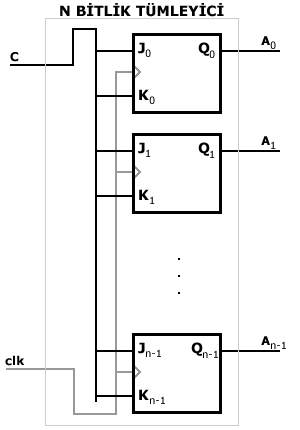 N BİTLİK TÜMLEYİCİ
C
J0 Q0 A0
K0
J1 Q1 A1
K1
clk
Jn-1 Qn-1 An-1
Kn-1